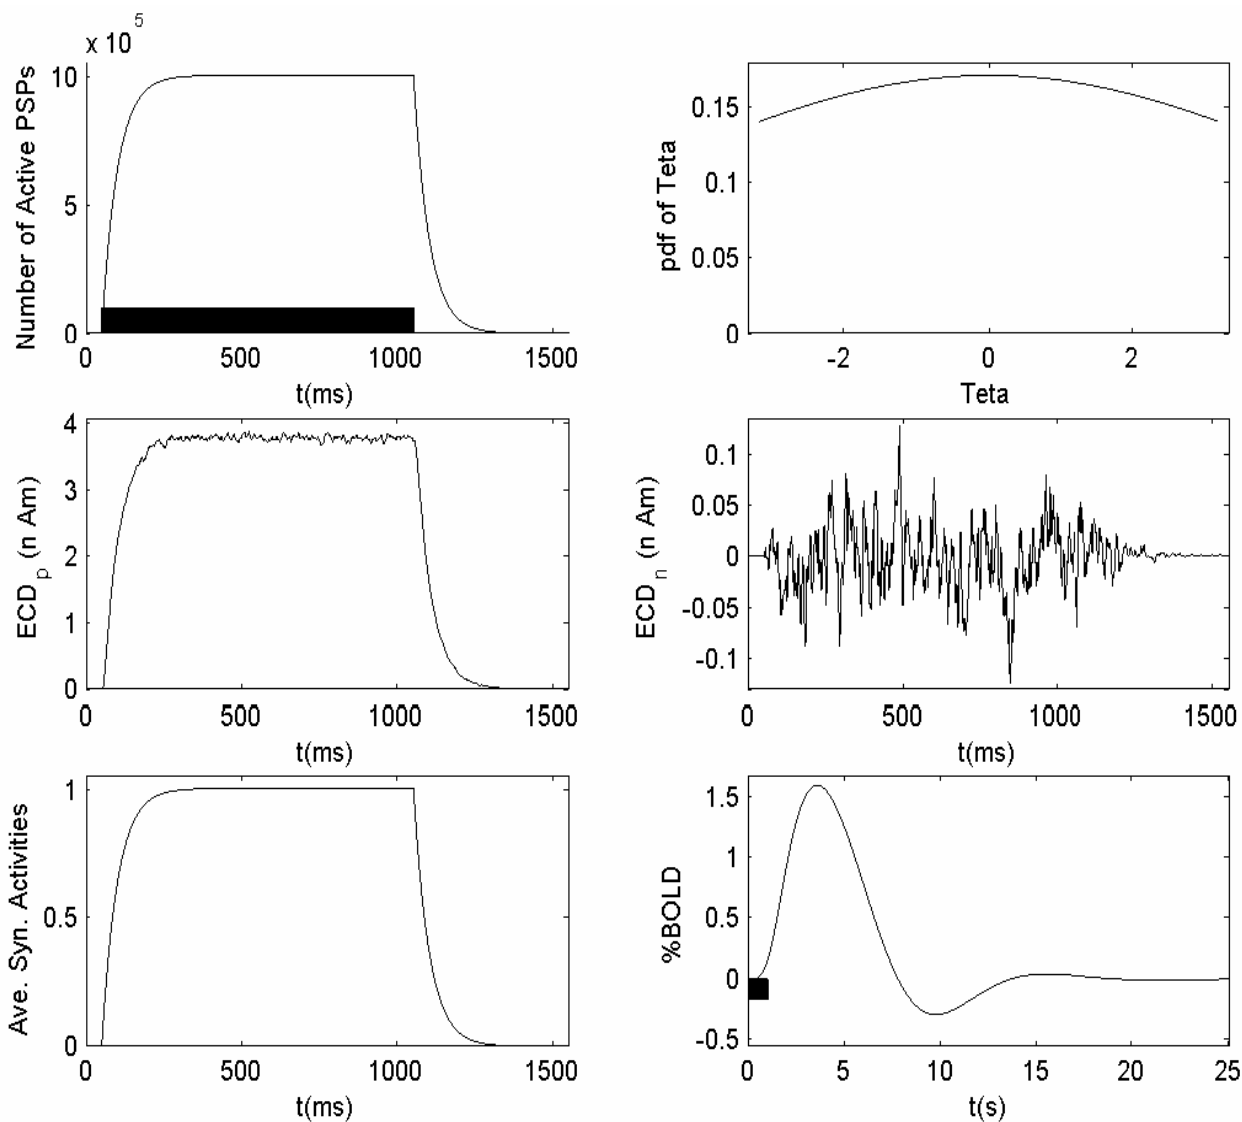 x 10^5
Number of Active PSPs
10
5
0
0 500 1000 1500
t(ms)
pdf of Teta
0.15
0.1
0.05
0
-2 0 2
Teta
ECD_p (n Am)
4
3
2
1
0
0 500 1000 1500
t(ms)
ECD_n (n Am)
0.1
0.05
0
-0.05
-0.1
0 500 1000 1500
t(ms)
Ave. Syn. Activities
1
0.5
0
0 500 1000 1500
t(ms)
%BOLD
1.5
1
0.5
0
-0.5
0 5 10 15 20 25
t(s)